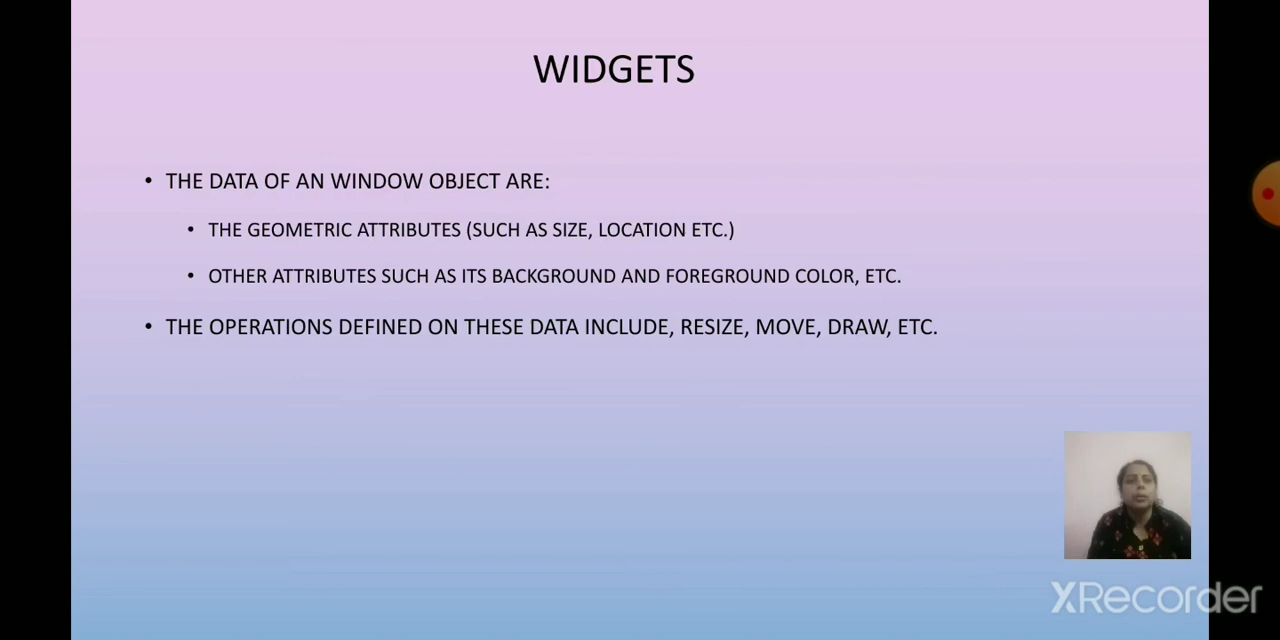 WIDGETS
• THE DATA OF AN WINDOW OBJECT ARE:
• THE GEOMETRIC ATTRIBUTES (SUCH AS SIZE, LOCATION ETC.)
• OTHER ATTRIBUTES SUCH AS ITS BACKGROUND AND FOREGROUND COLOR, ETC.
• THE OPERATIONS DEFINED ON THESE DATA INCLUDE, RESIZE, MOVE, DRAW, ETC.
XRecorder